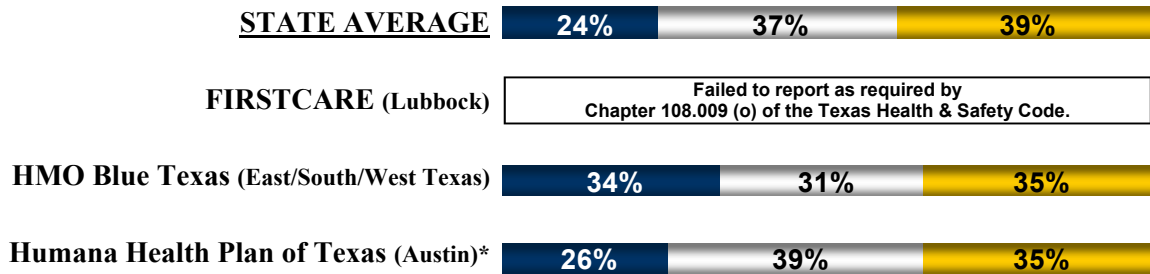 STATE AVERAGE 24% 37% 39%
FIRSTCARE (Lubbock) Failed to report as required by
Chapter 108.009 (o) of the Texas Health & Safety Code.
HMO Blue Texas (East/South/West Texas) 34% 31% 35%
Humana Health Plan of Texas (Austin)* 26% 39% 35%